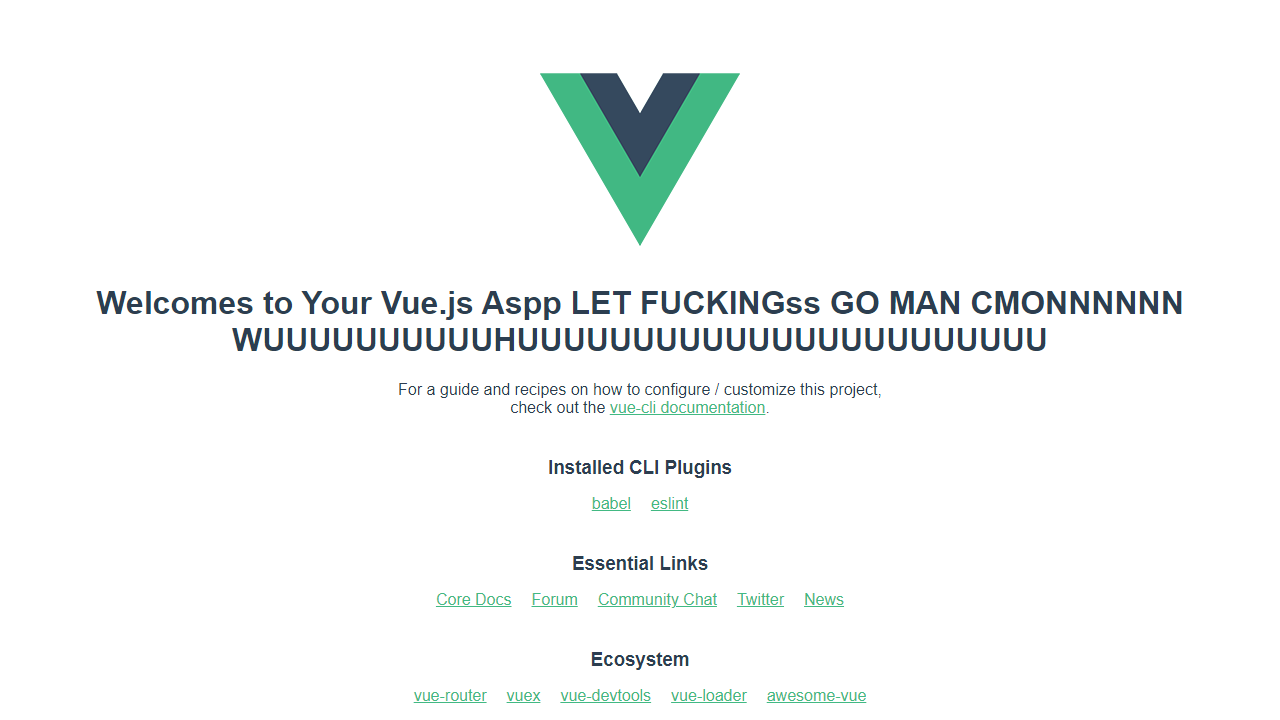 Welcomes to Your Vue.js Aspp LET FUCKINGss GO MAN CMONNNNNN
WUUUUUUUUUUHUUUUUUUUUUUUUUUUUUUUUUU
For a guide and recipes on how to configure / customize this project,
check out the vue-cli documentation.
Installed CLI Plugins
babel eslint
Essential Links
Core Docs Forum Community Chat Twitter News
Ecosystem
vue-router vuex vue-devtools vue-loader awesome-vue